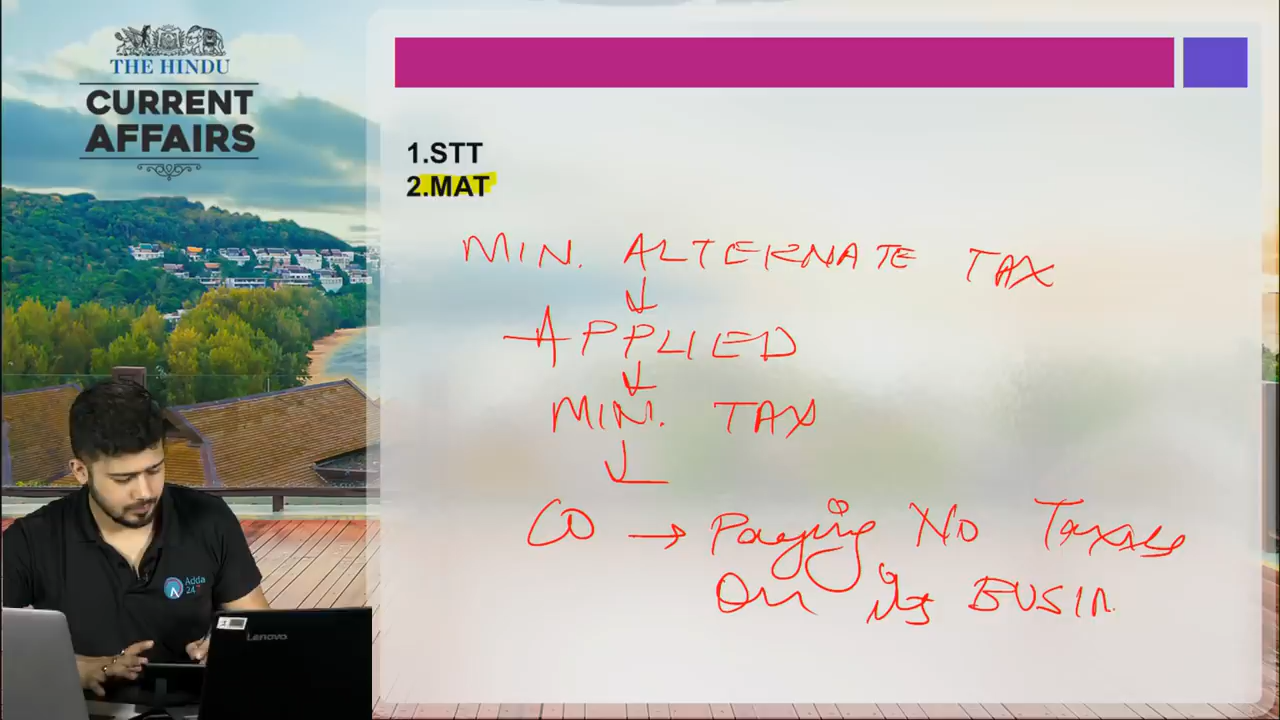 THE HINDU
CURRENT
AFFAIRS
1.STT
2.MAT
MIN. ALTERNATE TAX
APPLIED
MIN. TAX
CO → Paying No Taxes
On its BUSIN
Adda
247
Lenovo